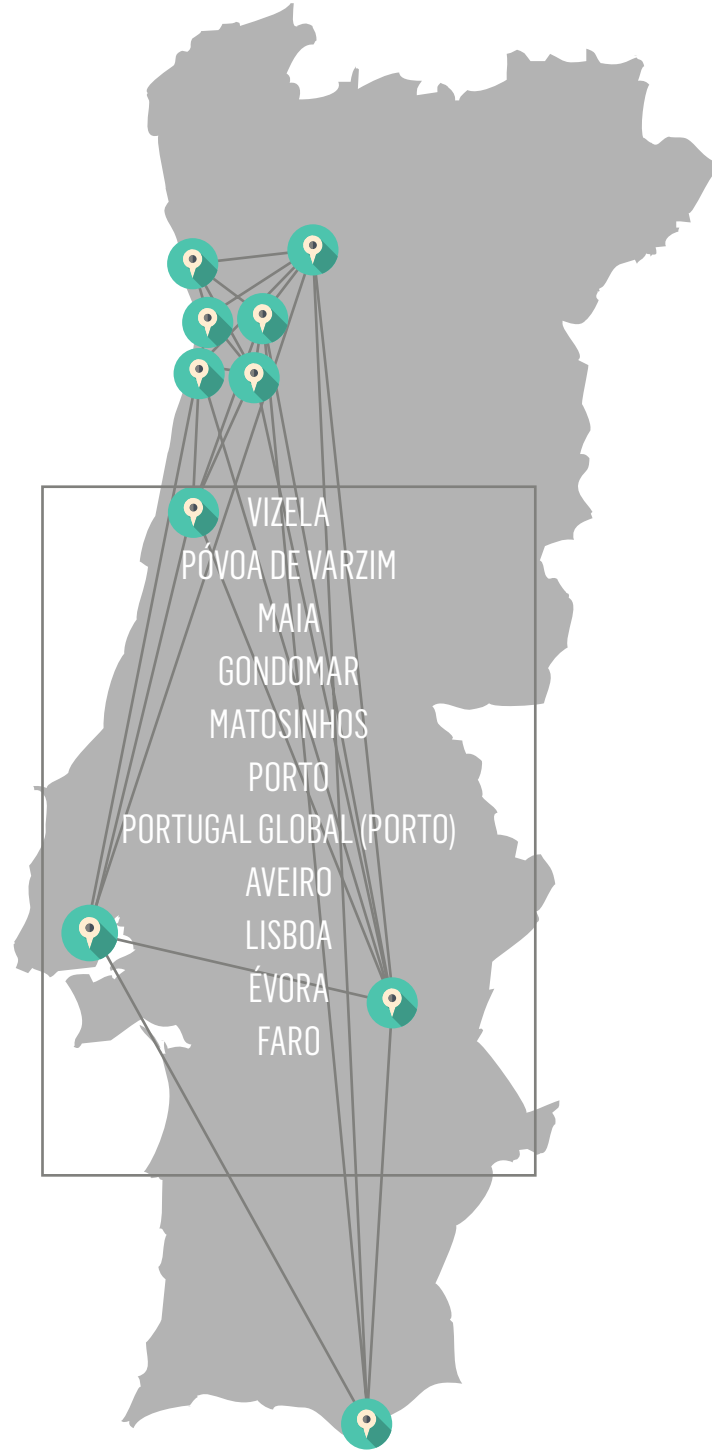 VIZELA
PÓVOA DE VARZIM
MAIA
GONDOMAR
MATOSINHOS
PORTO
PORTUGAL GLOBAL (PORTO)
AVEIRO
LISBOA
ÉVORA
FARO